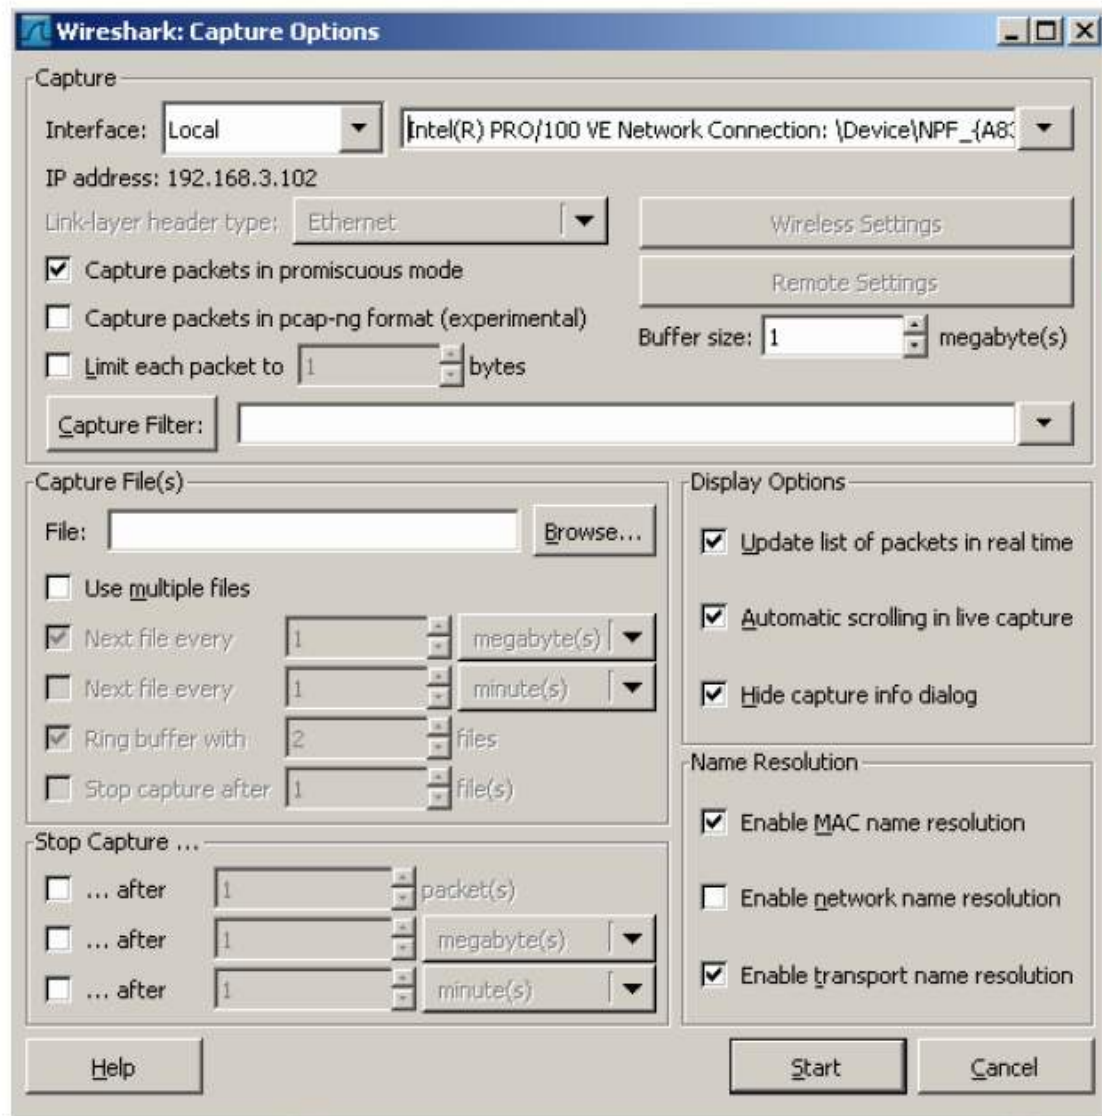 Wireshark: Capture Options
Capture
Interface: Local Intel(R) PRO/100 VE Network Connection: \Device\NPF_{A83
IP address: 192.168.3.102
Link-layer header type: Ethernet
Wireless Settings
Capture packets in promiscuous mode
Remote Settings
Capture packets in pcap-ng format (experimental)
Buffer size: 1 megabyte(s)
Limit each packet to 1 bytes
Capture Filter:
Capture File(s)
File: Browse...
Use multiple files
Next file every 1 megabyte(s)
Next file every 1 minute(s)
Ring buffer with 2 files
Stop capture after 1 file(s)
Stop Capture ...
... after 1 packet(s)
... after 1 megabyte(s)
... after 1 minute(s)
Display Options
Update list of packets in real time
Automatic scrolling in live capture
Hide capture info dialog
Name Resolution
Enable MAC name resolution
Enable network name resolution
Enable transport name resolution
Help
Start
Cancel